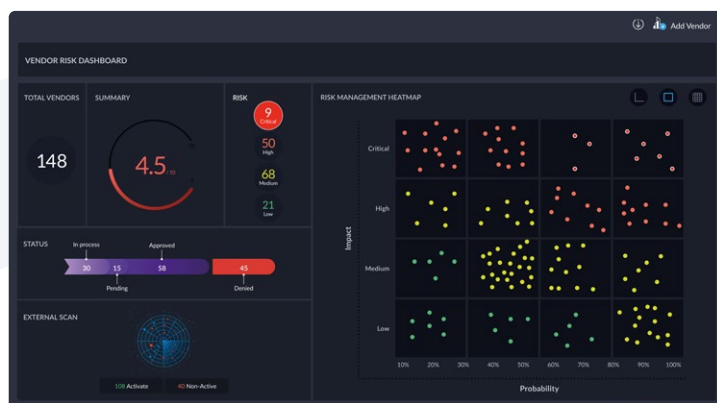 Add Vendor
VENDOR RISK DASHBOARD
TOTAL VENDORS
148
SUMMARY
4.5 /10
RISK
9
Critical
50
High
68
Medium
21
Low
STATUS
In process
Approved
30
15
58
45
Pending
Denied
EXTERNAL SCAN
108 Activate
40 Non-Active
RISK MANAGEMENT HEATMAP
Impact
Critical
High
Medium
Low
10% 20% 30% 40% 50% 60% 70% 80% 90% 100%
Probability